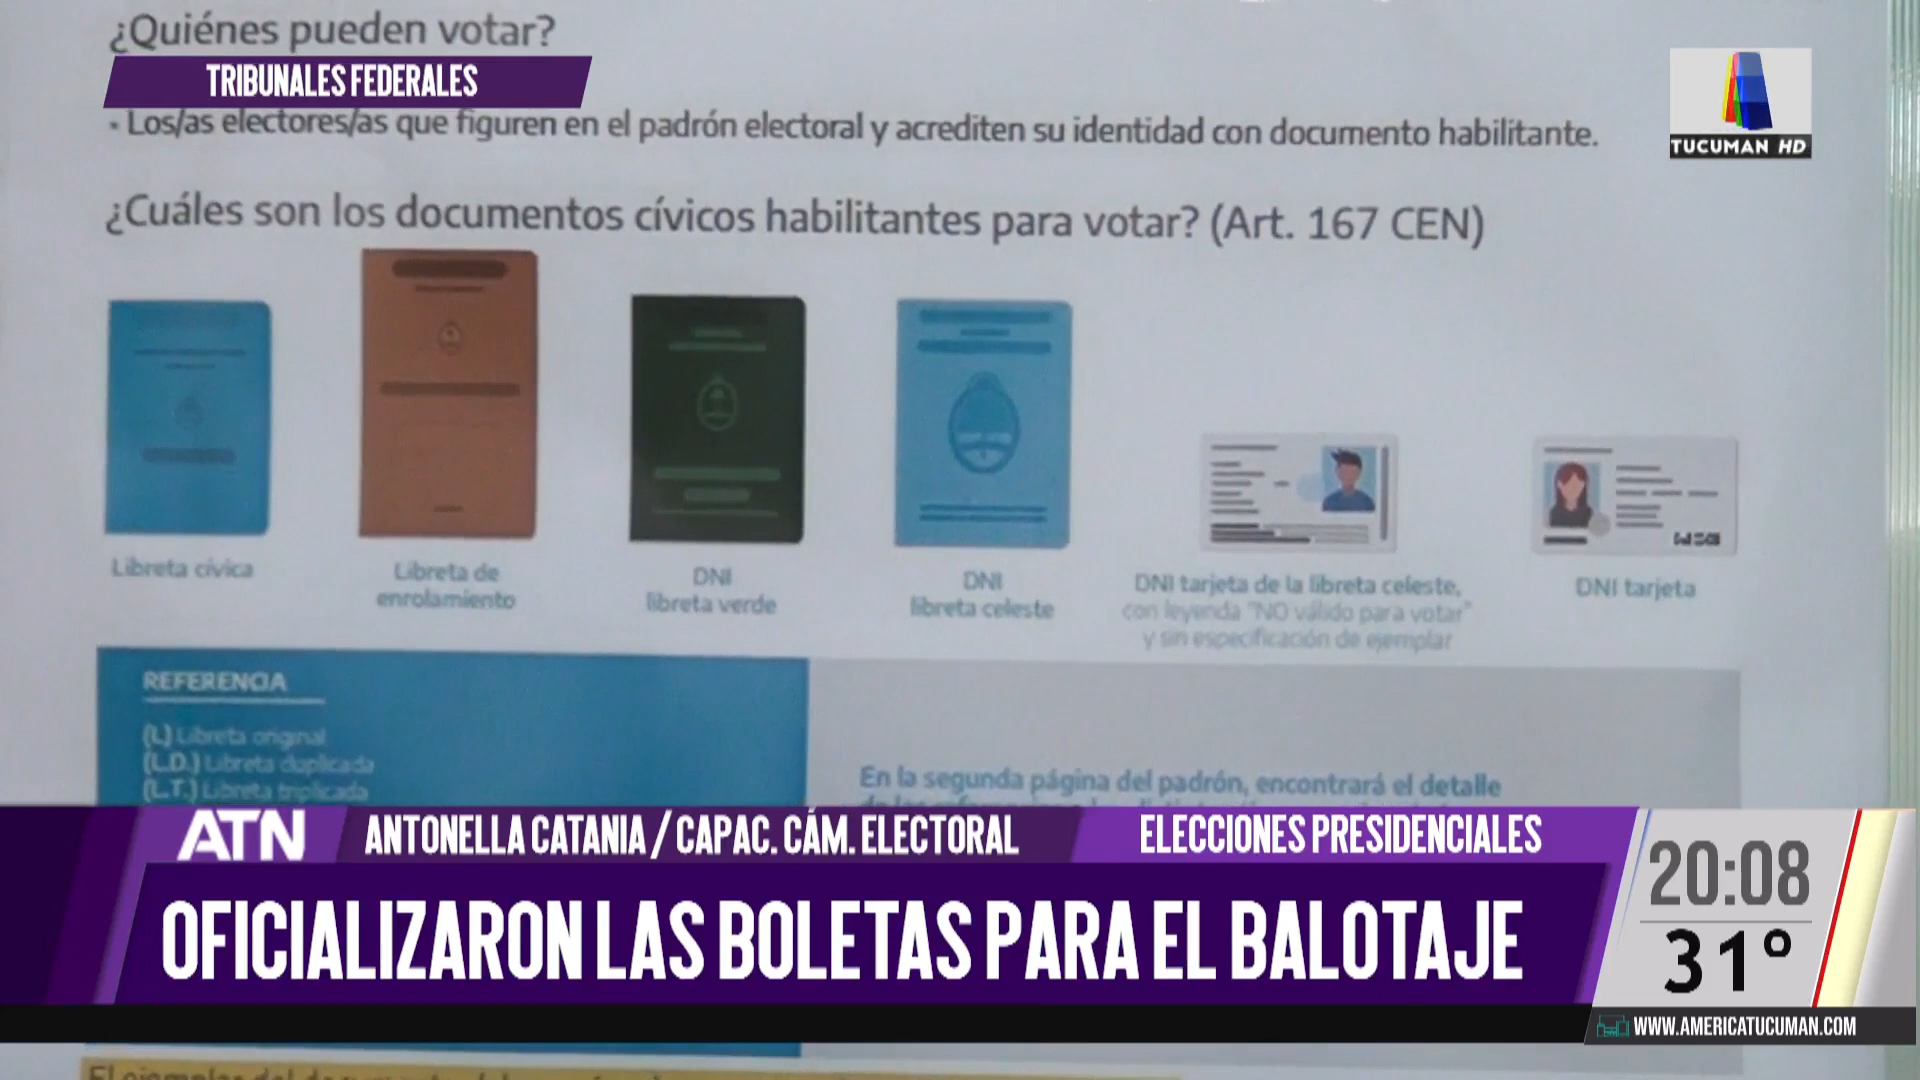 ¿Quiénes pueden votar?
TRIBUNALES FEDERALES
TUCUMAN HD
• Los/as electores/as que figuren en el padrón electoral y acrediten su identidad con documento habilitante.
¿Cuáles son los documentos cívicos habilitantes para votar? (Art. 167 CEN)
Libreta cívica
Libreta de
enrolamiento
DNI
libreta verde
DNI
libreta celeste
DNI tarjeta de la libreta celeste,
con leyenda "NO válido para votar"
y sin especificación de ejemplar
DNI tarjeta
REFERENCIA
(L) Libreta original
(L.D.) Libreta duplicada
(L.T.) Libreta triplicada
En la segunda página del padrón, encontrará el detalle
ATN
ANTONELLA CATANIA / CAPAC. CÁM. ELECTORAL
ELECCIONES PRESIDENCIALES
OFICIALIZARON LAS BOLETAS PARA EL BALOTAJE
20:08
31°
WWW.AMERICATUCUMAN.COM